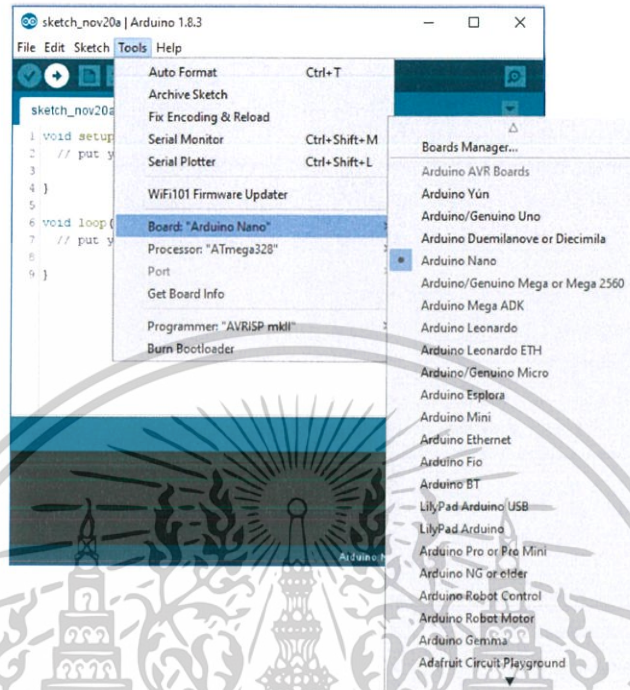 sketch_nov20a | Arduino 1.8.3
File Edit Sketch Tools Help
sketch_nov20a
1 void setup
2 // put y
3
4 }
5
6 void loop(
7 // put y
8
9 }
Auto Format Ctrl+T
Archive Sketch
Fix Encoding & Reload
Serial Monitor Ctrl+Shift+M
Serial Plotter Ctrl+Shift+L
WiFi101 Firmware Updater
Board: "Arduino Nano"
Processor: "ATmega328"
Port
Get Board Info
Programmer: "AVRISP mkII"
Burn Bootloader
Arduino N
Boards Manager...
Arduino AVR Boards
Arduino Yún
Arduino/Genuino Uno
Arduino Duemilanove or Diecimila
Arduino Nano
Arduino/Genuino Mega or Mega 2560
Arduino Mega ADK
Arduino Leonardo
Arduino Leonardo ETH
Arduino/Genuino Micro
Arduino Esplora
Arduino Mini
Arduino Ethernet
Arduino Fio
Arduino BT
LilyPad Arduino USB
LilyPad Arduino
Arduino Pro or Pro Mini
Arduino NG or older
Arduino Robot Control
Arduino Robot Motor
Arduino Gemma
Adafruit Circuit Playground